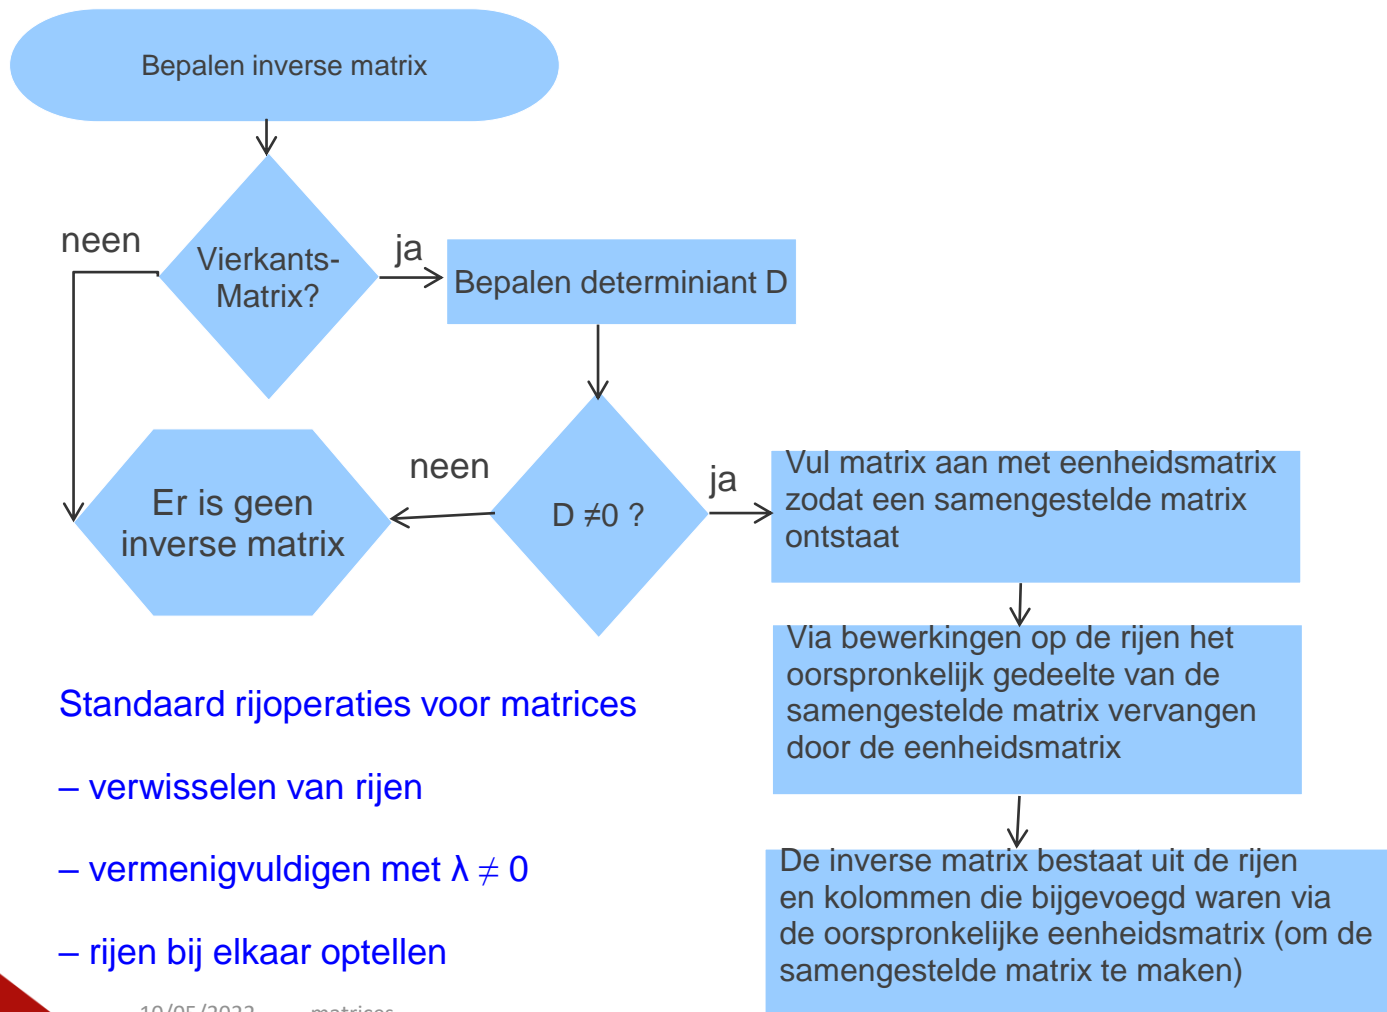 Bepalen inverse matrix
neen
Vierkants-
Matrix?
ja
Bepalen determiniant D
Er is geen
inverse matrix
neen
D ≠0 ?
ja
Vul matrix aan met eenheidsmatrix
zodat een samengestelde matrix
ontstaat
Via bewerkingen op de rijen het
oorspronkelijk gedeelte van de
samengestelde matrix vervangen
door de eenheidsmatrix
De inverse matrix bestaat uit de rijen
en kolommen die bijgevoegd waren via
de oorspronkelijke eenheidsmatrix (om de
samengestelde matrix te maken)
Standaard rijoperaties voor matrices
– verwisselen van rijen
– vermenigvuldigen met λ ≠ 0
– rijen bij elkaar optellen
matrices